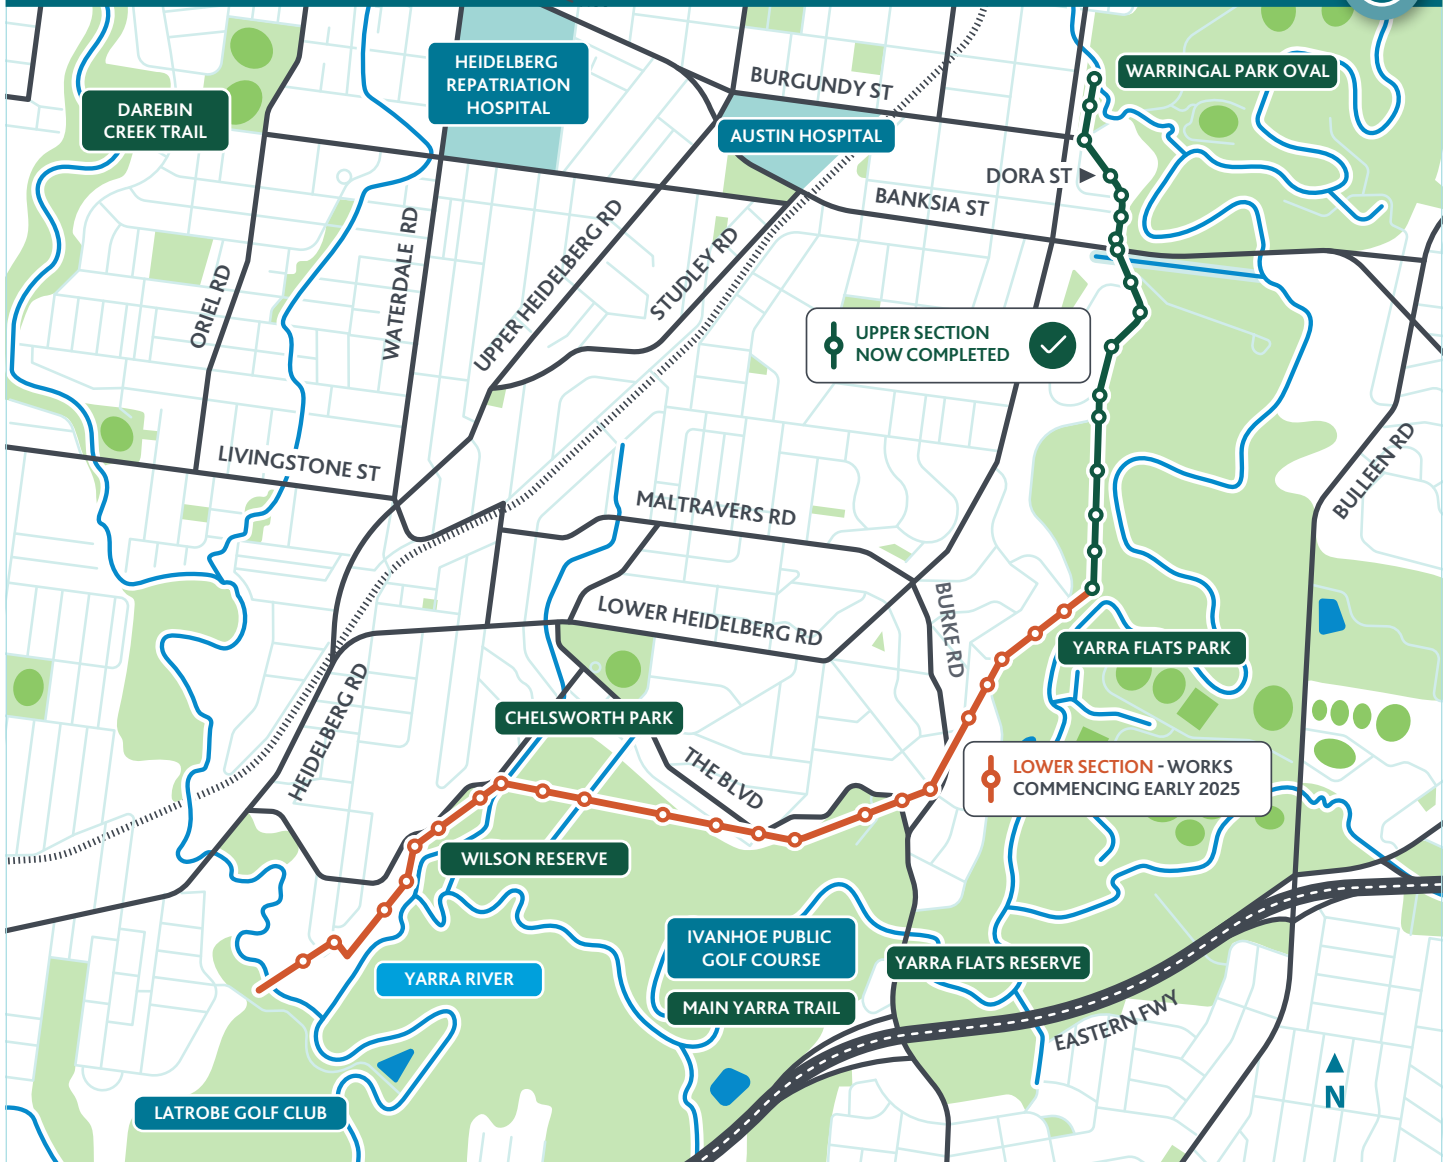 HEIDELBERG
REPATRIATION
HOSPITAL
WARRINGAL PARK OVAL
BURGUNDY ST
DAREBIN
CREEK TRAIL
AUSTIN HOSPITAL
DORA ST
BANKSIA ST
WATERDALE RD
UPPER HEIDELBERG RD
STUDLEY RD
ORIEL RD
UPPER SECTION
NOW COMPLETED
BULLEEN RD
LIVINGSTONE ST
MALTRAVERS RD
LOWER HEIDELBERG RD
BURKE RD
YARRA FLATS PARK
HEIDELBERG RD
CHELSWORTH PARK
THE BLVD
LOWER SECTION - WORKS
COMMENCING EARLY 2025
WILSON RESERVE
IVANHOE PUBLIC
GOLF COURSE
YARRA FLATS RESERVE
YARRA RIVER
MAIN YARRA TRAIL
EASTERN FWY
N
LATROBE GOLF CLUB